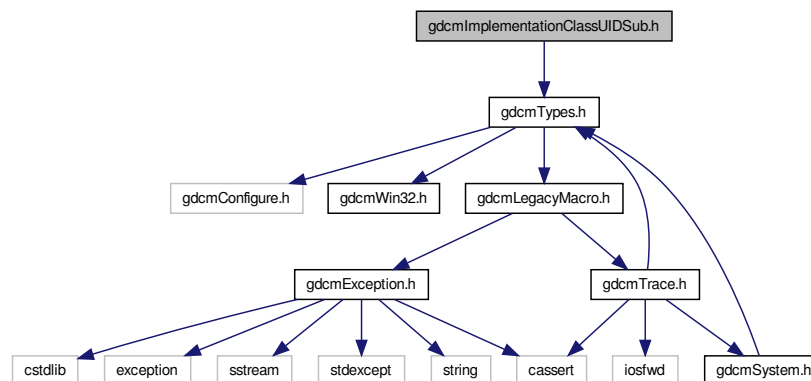 gdcmImplementationClassUIDSub.h
gdcmTypes.h
gdcmConfigure.h
gdcmWin32.h
gdcmLegacyMacro.h
gdcmException.h
gdcmTrace.h
cstdlib
exception
sstream
stdexcept
string
cassert
iosfwd
gdcmSystem.h